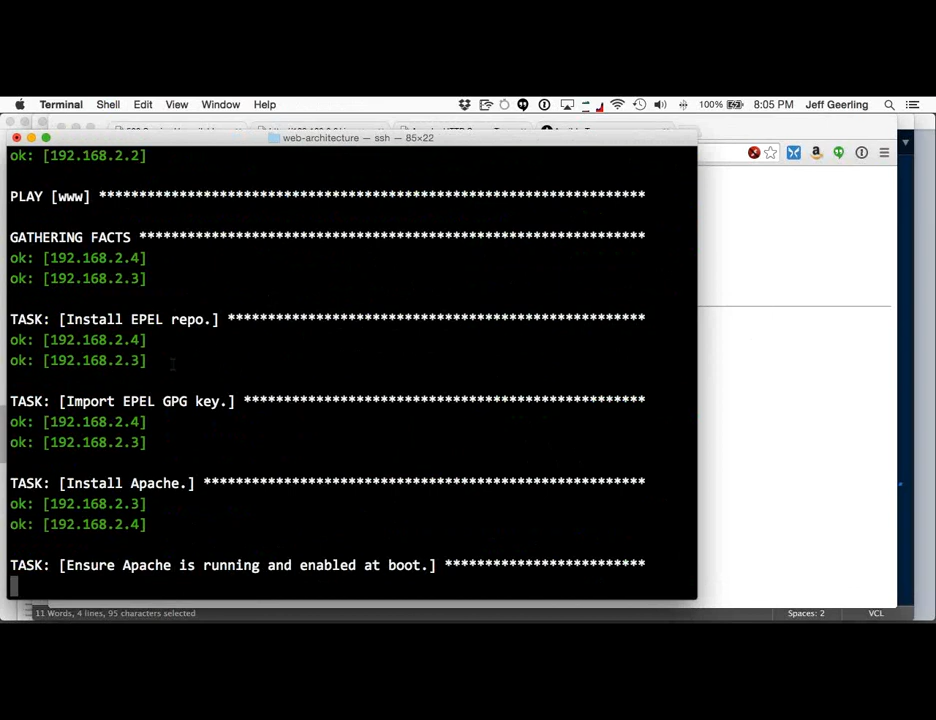 Terminal Shell Edit View Window Help 100% 8:05 PM Jeff Geerling
web-architecture — ssh — 85×22
ok: [192.168.2.2]
PLAY [www] **************************************************************
GATHERING FACTS *********************************************************
ok: [192.168.2.4]
ok: [192.168.2.3]
TASK: [Install EPEL repo.] **********************************************
ok: [192.168.2.4]
ok: [192.168.2.3]
TASK: [Import EPEL GPG key.] ********************************************
ok: [192.168.2.4]
ok: [192.168.2.3]
TASK: [Install Apache.] *************************************************
ok: [192.168.2.3]
ok: [192.168.2.4]
TASK: [Ensure Apache is running and enabled at boot.] *******************
11 Words, 4 lines, 95 characters selected Spaces: 2 VCL